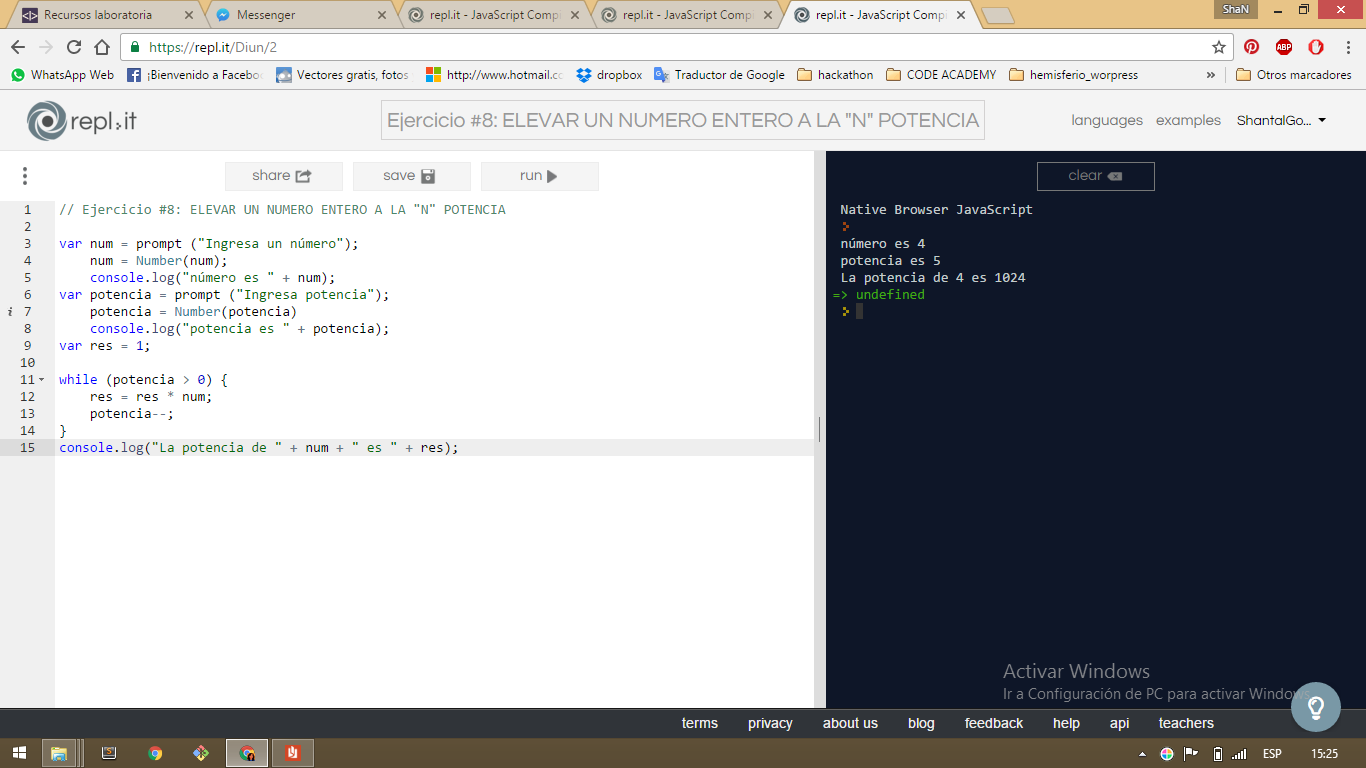 Recursos laboratoria
Messenger
repl.it - JavaScript Comp
repl.it - JavaScript Comp
repl.it - JavaScript Comp
ShaN
https://repl.it/Diun/2
ABP
WhatsApp Web
¡Bienvenido a Facebo
Vectores gratis, fotos
http://www.hotmail.c
dropbox
Traductor de Google
hackathon
CODE ACADEMY
hemisferio_worpress
»
Otros marcadores
repl.it
Ejercicio #8: ELEVAR UN NUMERO ENTERO A LA "N" POTENCIA
languages
examples
ShantalGo...
share
save
run
clear
1 // Ejercicio #8: ELEVAR UN NUMERO ENTERO A LA "N" POTENCIA
2
3 var num = prompt ("Ingresa un número");
4 num = Number(num);
5 console.log("número es " + num);
6 var potencia = prompt ("Ingresa potencia");
i 7 potencia = Number(potencia)
8 console.log("potencia es " + potencia);
9 var res = 1;
10
11 while (potencia > 0) {
12 res = res * num;
13 potencia--;
14 }
15 console.log("La potencia de " + num + " es " + res);
Native Browser JavaScript
número es 4
potencia es 5
La potencia de 4 es 1024
=> undefined
Activar Windows
Ir a Configuración de PC para activar Windows
terms
privacy
about us
blog
feedback
help
api
teachers
ESP
15:25